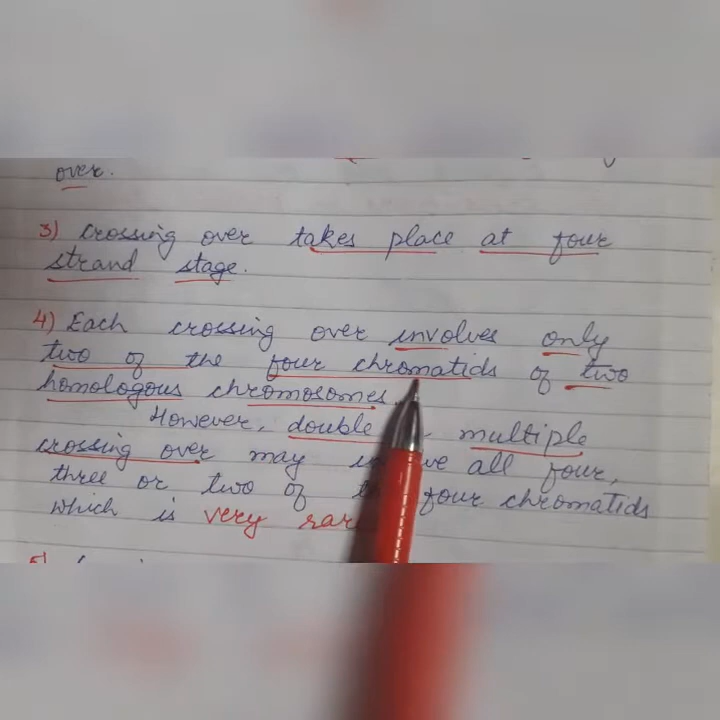 over.
3) Crossing over takes place at four
strand stage.
4) Each crossing over involves only
two of the four chromatids of two
homologous chromosomes
However, double multiple
crossing over may all four,
three or two of four chromatids
which is very